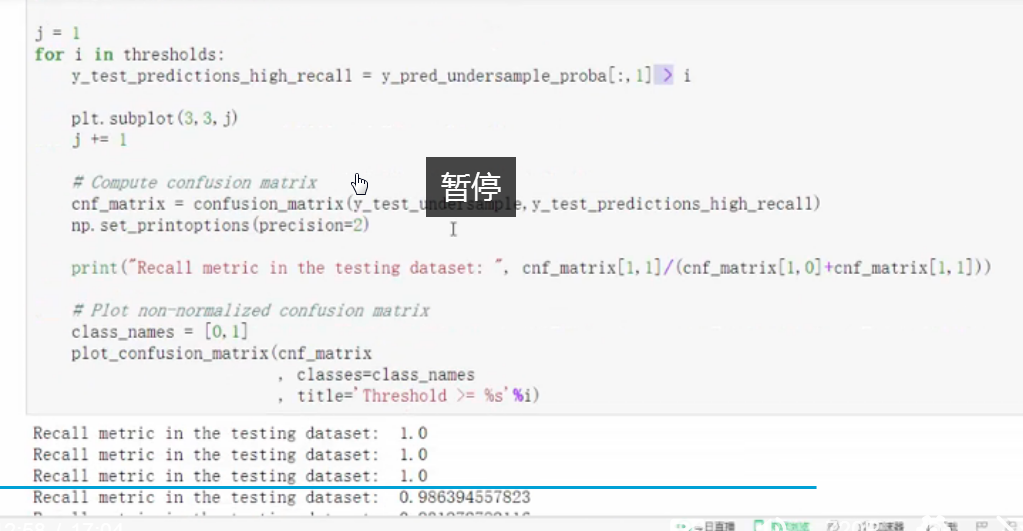 j = 1
for i in thresholds:
y_test_predictions_high_recall = y_pred_undersample_proba[:,1] > i
plt.subplot(3,3,j)
j += 1
# Compute confusion matrix
暂停
cnf_matrix = confusion_matrix(y_test_undersample,y_test_predictions_high_recall)
np.set_printoptions(precision=2)
print("Recall metric in the testing dataset: ", cnf_matrix[1,1]/(cnf_matrix[1,0]+cnf_matrix[1,1]))
# Plot non-normalized confusion matrix
class_names = [0,1]
plot_confusion_matrix(cnf_matrix
, classes=class_names
, title='Threshold >= %s'%i)
Recall metric in the testing dataset: 1.0
Recall metric in the testing dataset: 1.0
Recall metric in the testing dataset: 1.0
Recall metric in the testing dataset: 0.986394557823